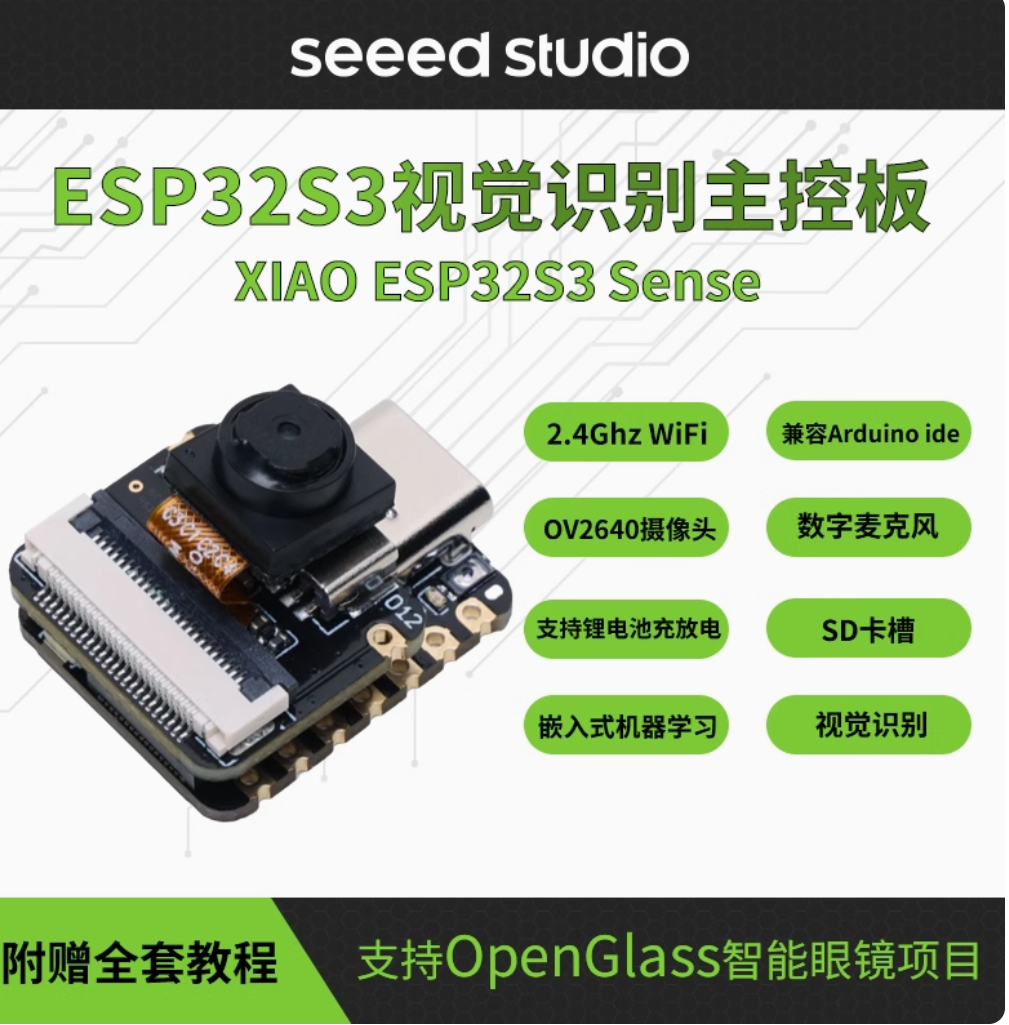 seeed studio
ESP32S3视觉识别主控板
XIAO ESP32S3 Sense
2.4Ghz WiFi
兼容Arduino ide
OV2640摄像头
数字麦克风
D12
支持锂电池充放电
SD卡槽
嵌入式机器学习
视觉识别
附赠全套教程
支持OpenGlass智能眼镜项目